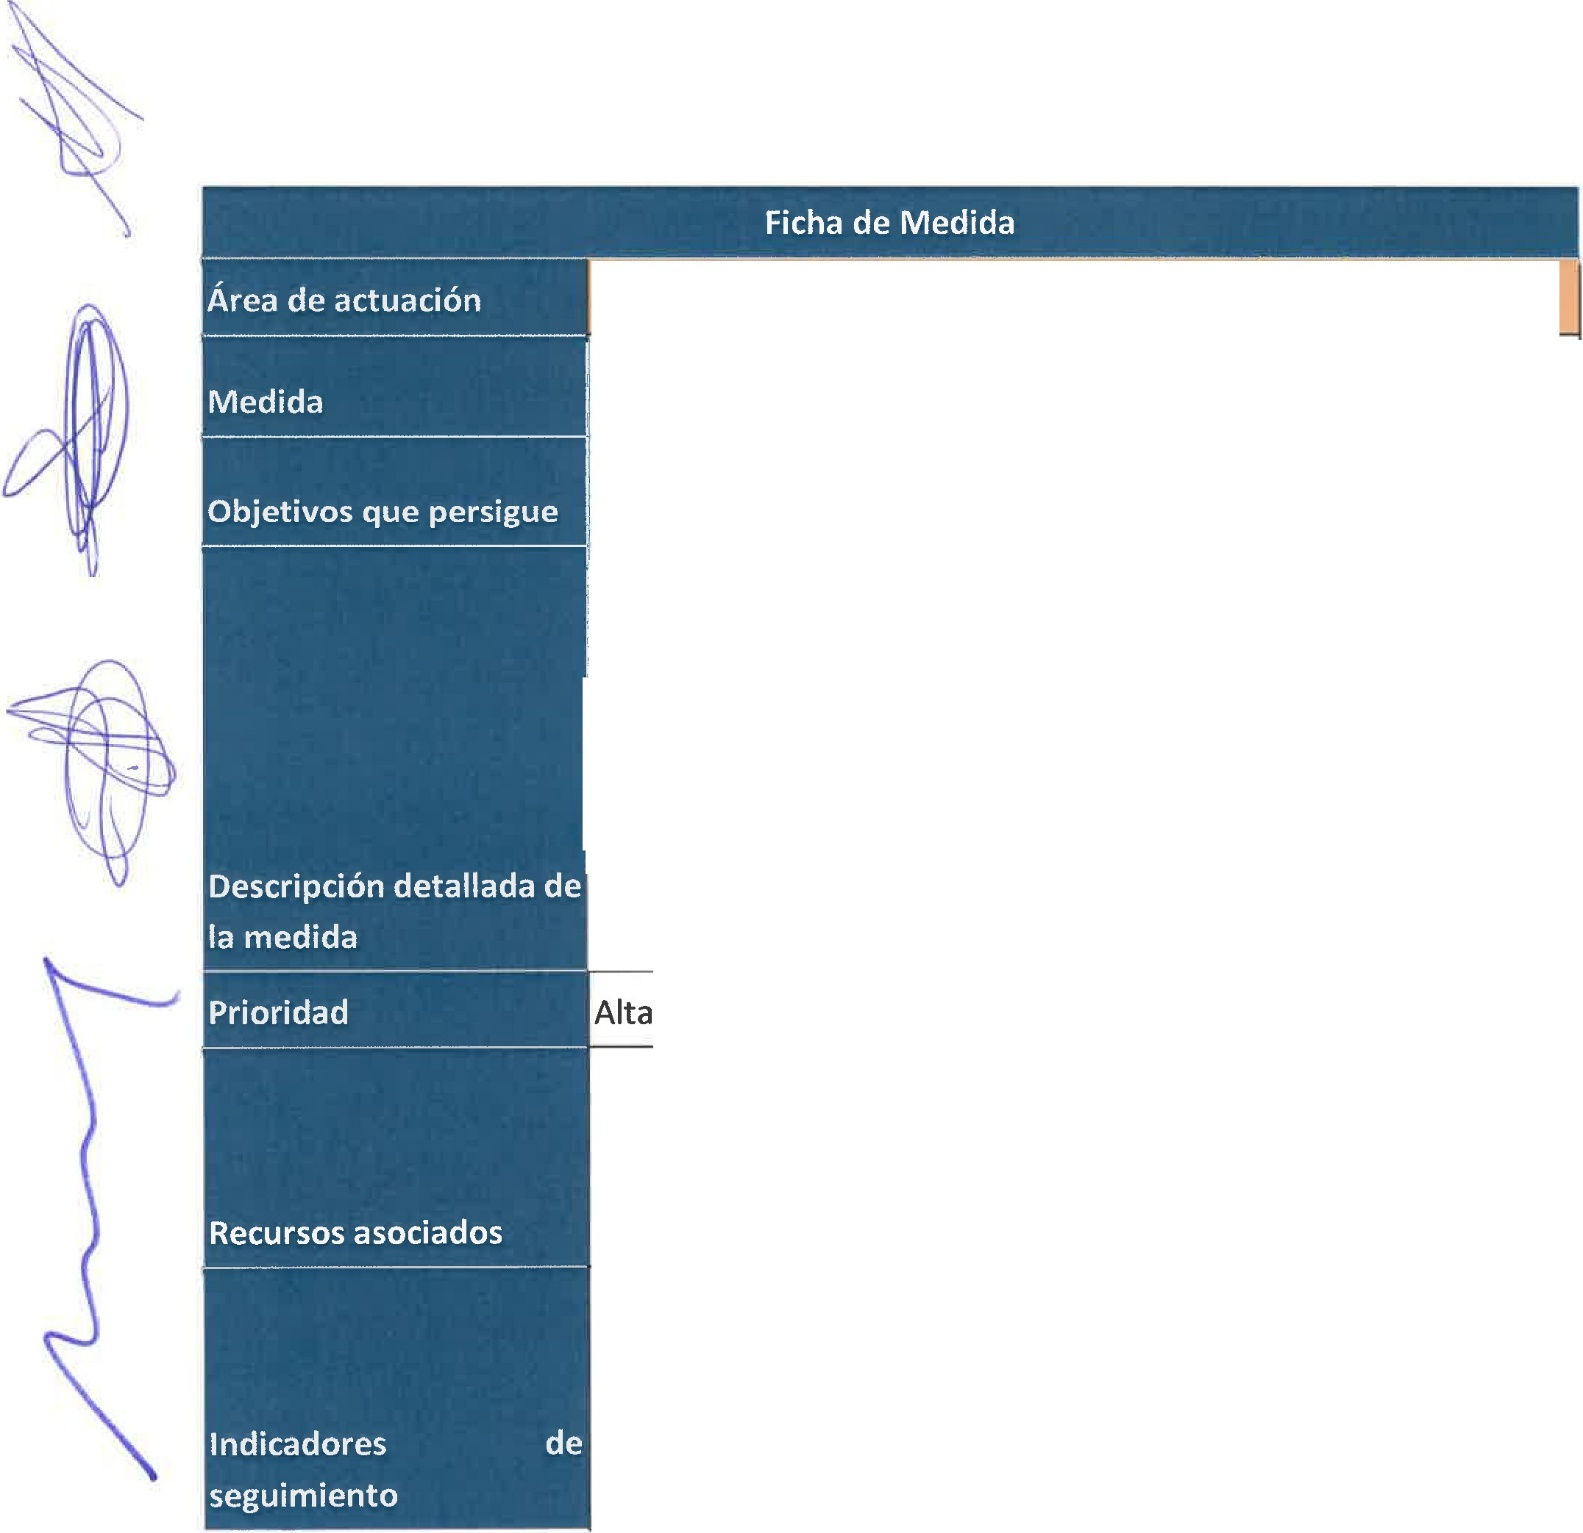 Ficha de Medida
Área de actuación
Medida
Objetivos que persigue
Descripción detallada de
la medida
Prioridad
Alta
Recursos asociados
Indicadores de
seguimiento